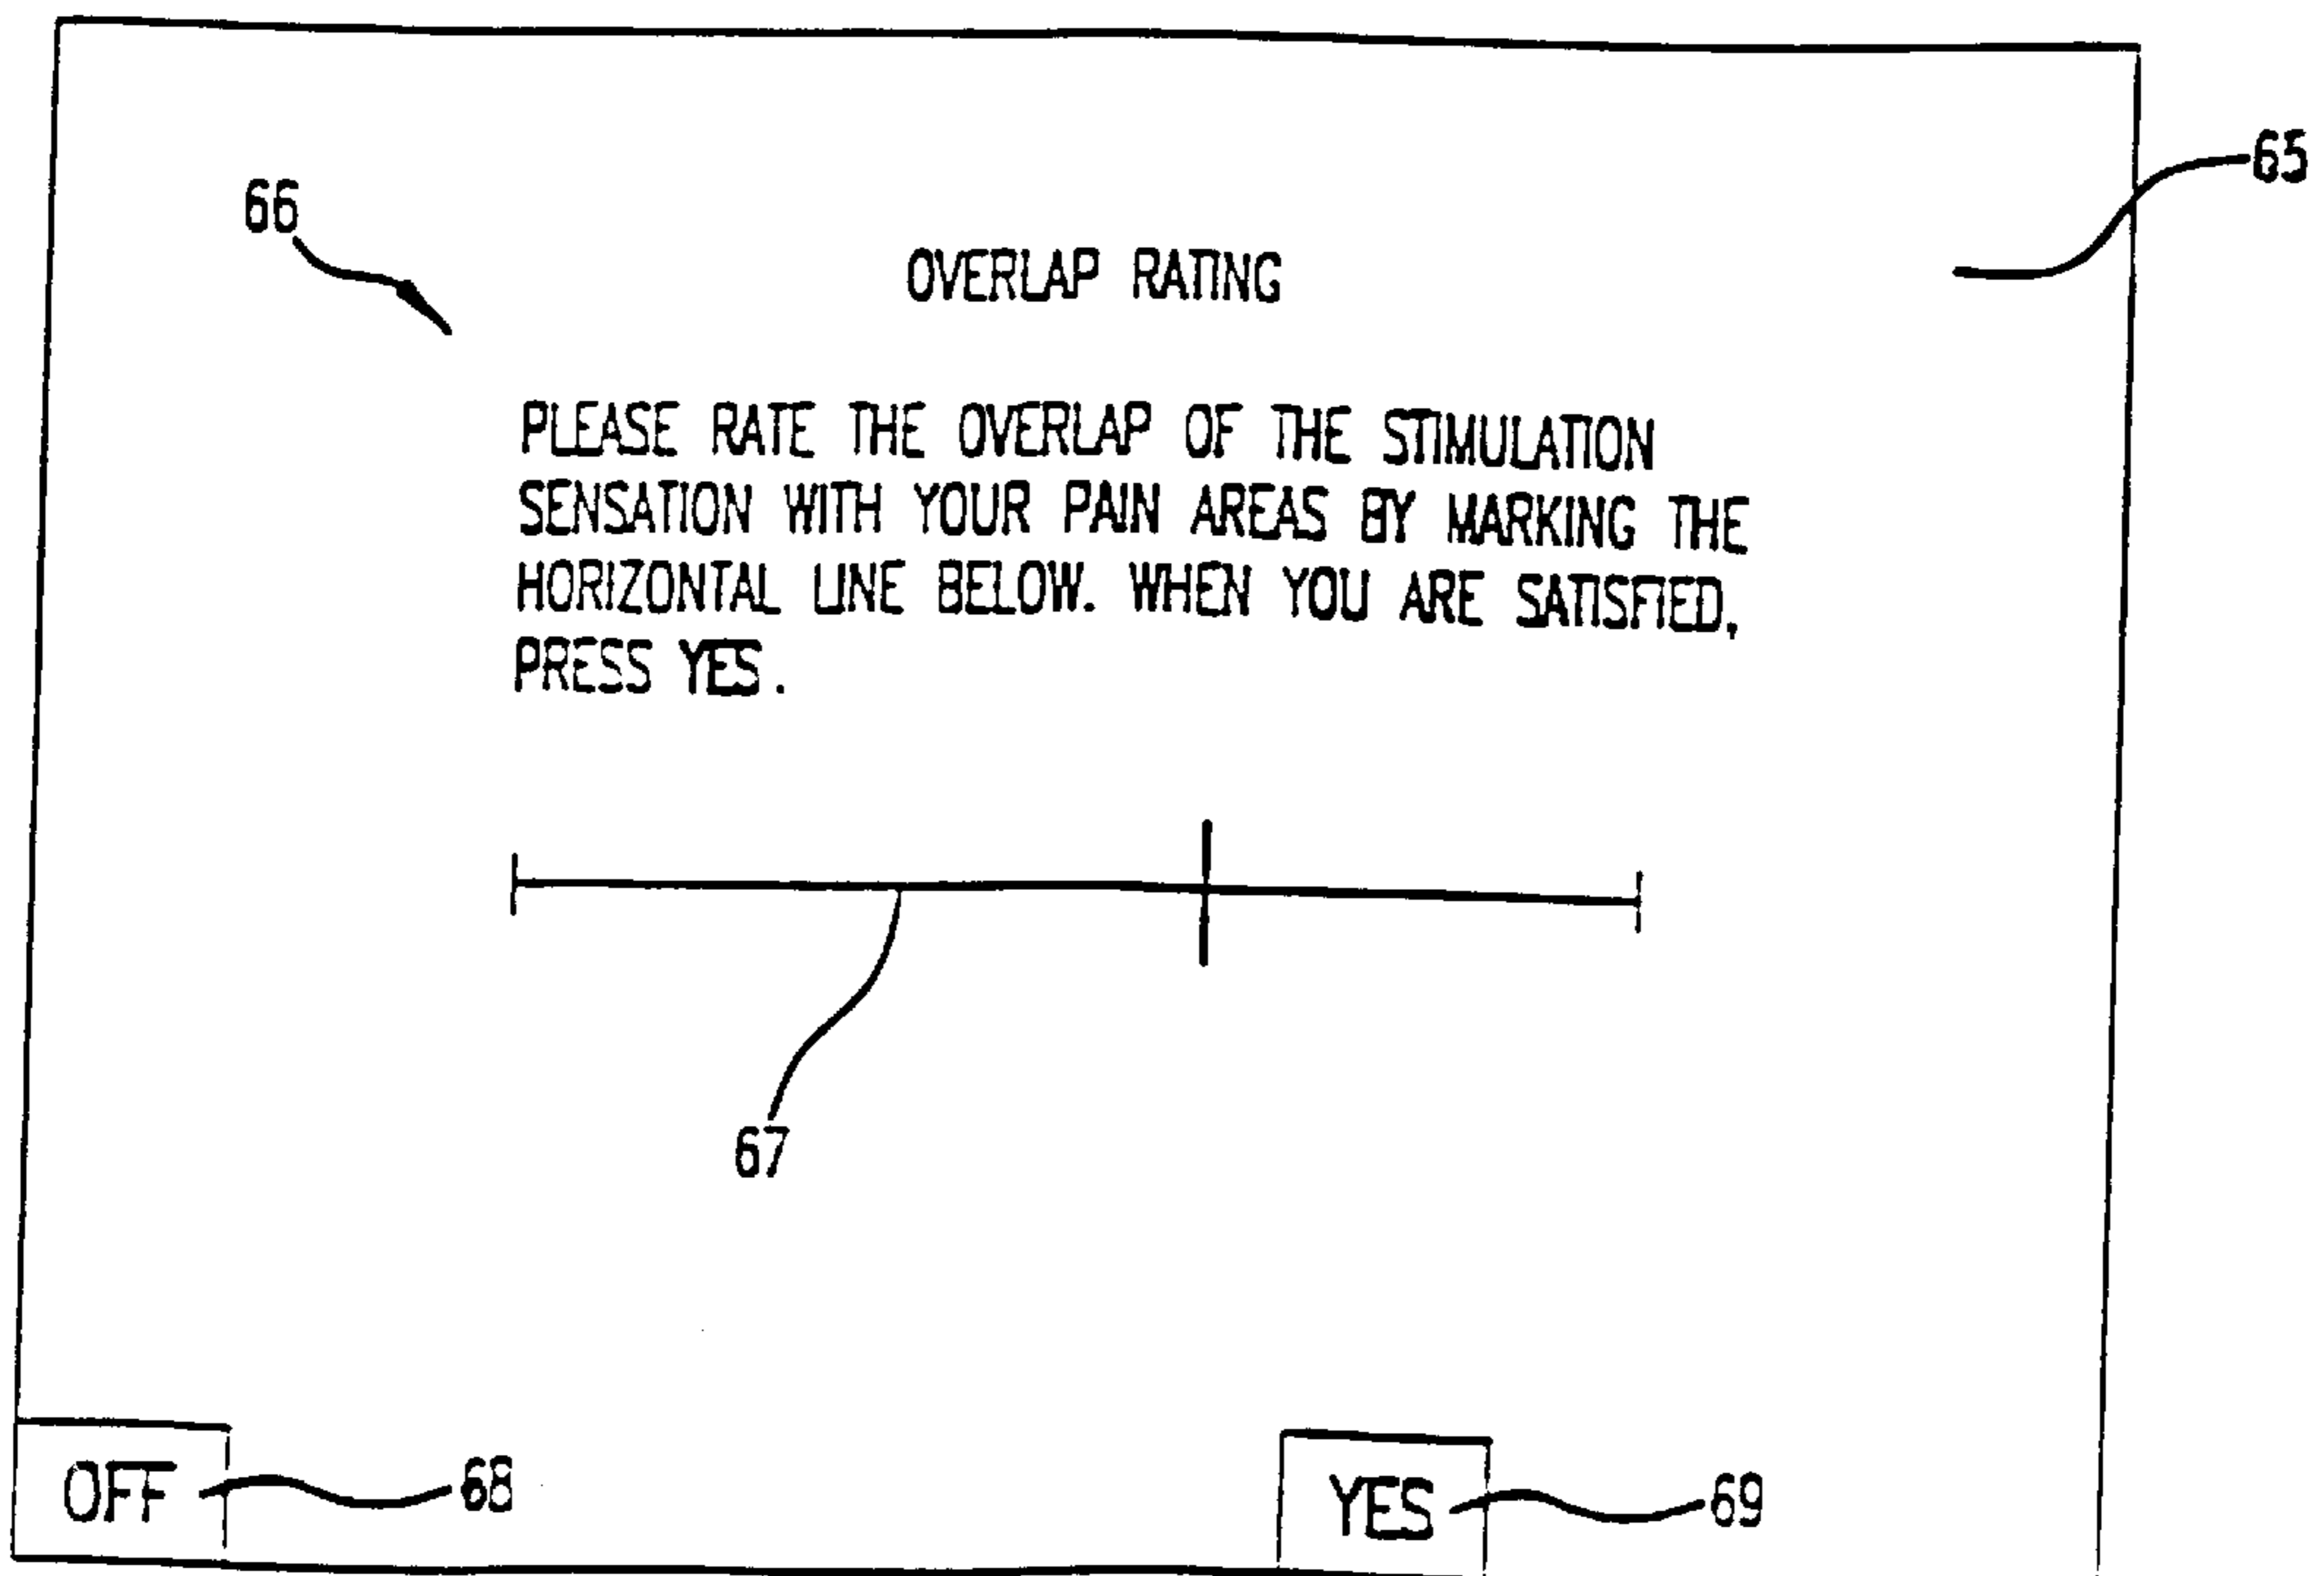 65
66
OVERLAP RATING
PLEASE RATE THE OVERLAP OF THE STIMULATION
SENSATION WITH YOUR PAIN AREAS BY MARKING THE
HORIZONTAL LINE BELOW. WHEN YOU ARE SATISFIED,
PRESS YES.
67
OFF
68
YES
69